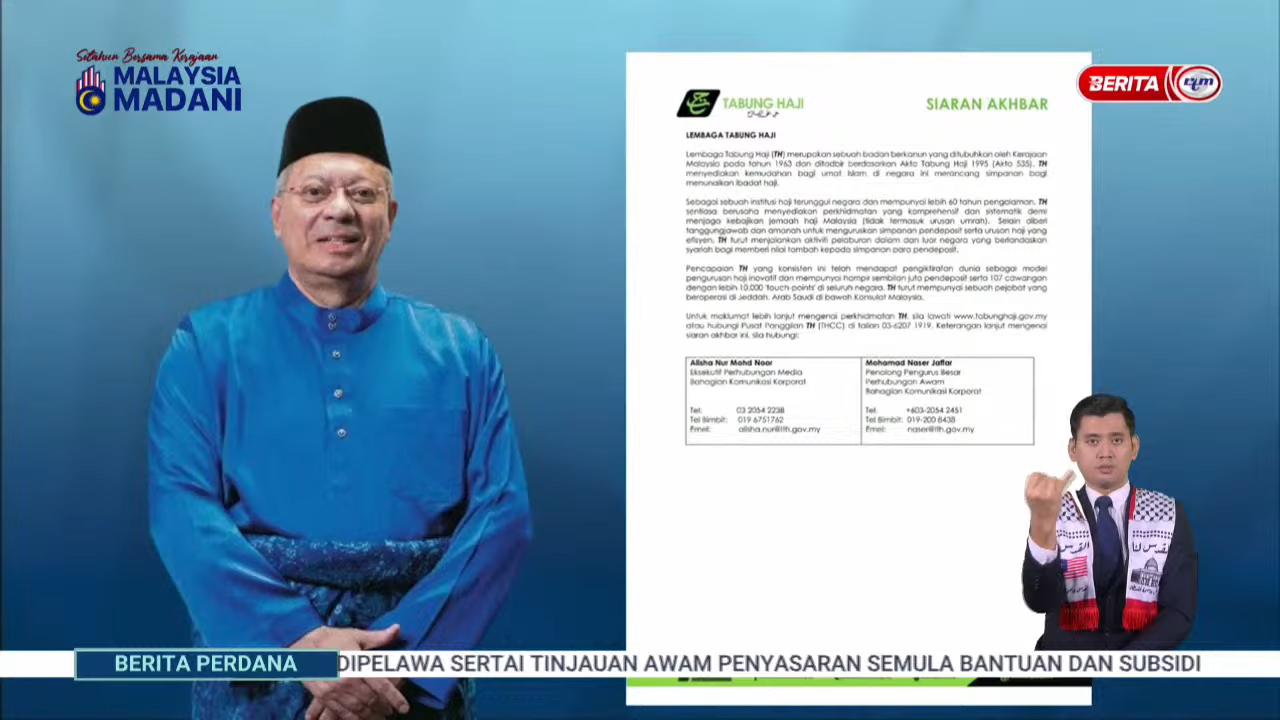 Setahun Bersama Kerajaan
MALAYSIA
MADANI
BERITA rtm
TABUNG HAJI
SIARAN AKHBAR
LEMBAGA TABUNG HAJI
Lembaga Tabung Haji (TH) merupakan sebuah badan berkanun yang ditubuhkan oleh Kerajaan
Malaysia pada tahun 1963 dan ditadbir berdasarkan Akta Tabung Haji 1995 (Akta 535). TH
menyediakan kemudahan bagi umat Islam di negara ini merancang simpanan bagi
menunaikan ibadat haji.
Sebagai sebuah institusi haji terunggul negara dan mempunyai lebih 60 tahun pengalaman, TH
sentiasa berusaha menyediakan perkhidmatan yang komprehensif dan sistematik demi
menjaga kebajikan jemaah haji Malaysia (tidak termasuk urusan umrah). Selain diberi
tanggungjawab dan amanah untuk menguruskan simpanan pendeposit serta urusan haji yang
efisyen, TH turut menjalankan aktiviti pelaburan dalam dan luar negara yang berlandaskan
syariah bagi memberi nilai tambah kepada simpanan para pendeposit.
Pencapaian TH yang konsisten ini telah mendapat pengiktirafan dunia sebagai model
pengurusan haji inovatif dan mempunyai hampir sembilan juta pendeposit serta 107 cawangan
dengan lebih 10,000 'touch-points' di seluruh negara. TH turut mempunyai sebuah pejabat yang
beroperasi di Jeddah, Arab Saudi di bawah Konsulat Malaysia.
Untuk maklumat lebih lanjut mengenai perkhidmatan TH, sila lawati www.tabunghaji.gov.my
atau hubungi Pusat Panggilan TH (THCC) di talian 03-6207 1919. Keterangan lanjut mengenai
siaran akhbar ini, sila hubungi:
Alisha Nur Mohd Noor
Eksekutif Perhubungan Media
Bahagian Komunikasi Korporat
Tel: 03 2054 2238
Tel Bimbit: 019 6751762
Emel: alisha.nur@lth.gov.my
Mohamad Naser Jaffar
Penolong Pengurus Besar
Perhubungan Awam
Bahagian Komunikasi Korporat
Tel: +603-2054 2451
Tel Bimbit: 019-200 8438
Emel: naser@lth.gov.my
القدس لنا
BERITA PERDANA
DIPELAWA SERTAI TINJAUAN AWAM PENYASARAN SEMULA BANTUAN DAN SUBSIDI